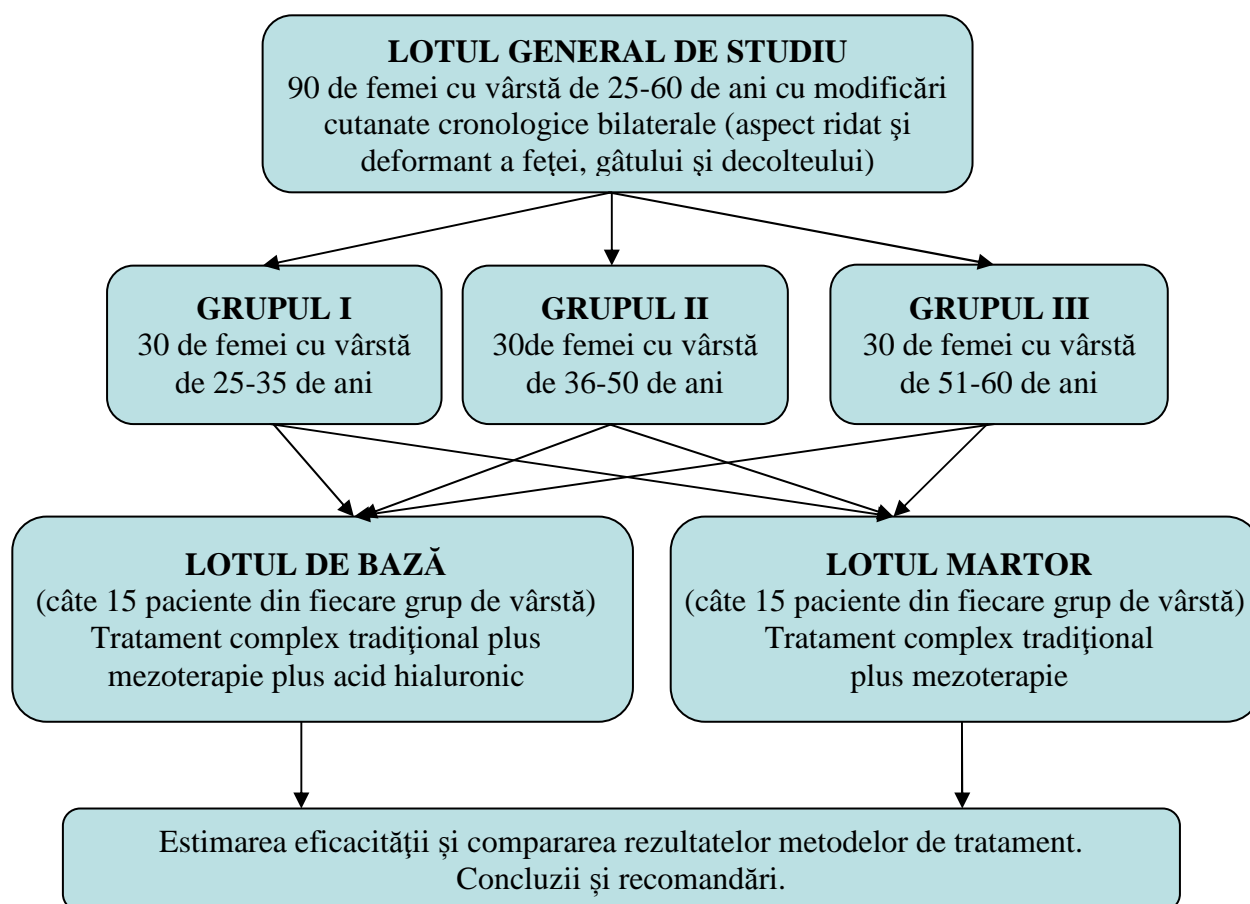 LOTUL GENERAL DE STUDIU
90 de femei cu vârstă de 25-60 de ani cu modificări
cutanate cronologice bilaterale (aspect ridat şi
deformant a feţei, gâtului şi decolteului)
GRUPUL I
30 de femei cu vârstă
de 25-35 de ani
GRUPUL II
30de femei cu vârstă
de 36-50 de ani
GRUPUL III
30 de femei cu vârstă
de 51-60 de ani
LOTUL DE BAZĂ
(câte 15 paciente din fiecare grup de vârstă)
Tratament complex tradiţional plus
mezoterapie plus acid hialuronic
LOTUL MARTOR
(câte 15 paciente din fiecare grup de vârstă)
Tratament complex tradiţional
plus mezoterapie
Estimarea eficacităţii și compararea rezultatelor metodelor de tratament.
Concluzii și recomandări.